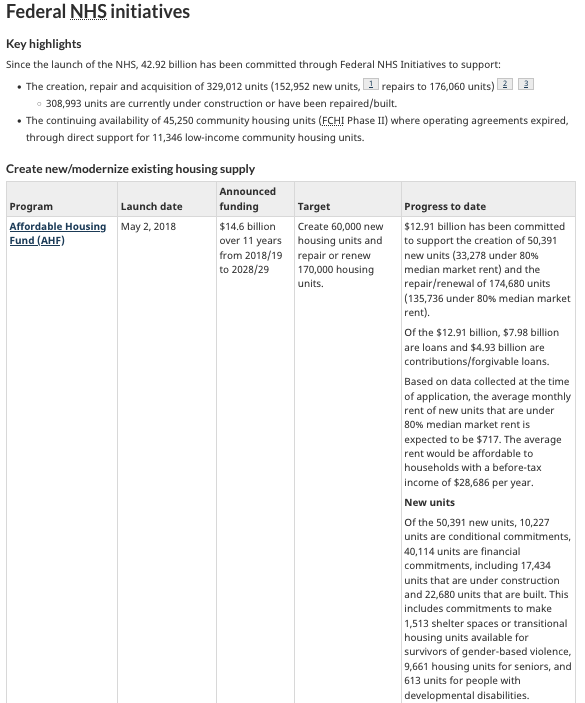 Federal NHS initiatives
Key highlights
Since the launch of the NHS, 42.92 billion has been committed through Federal NHS Initiatives to support:
• The creation, repair and acquisition of 329,012 units (152,952 new units, 1 repairs to 176,060 units) 2 3
○ 308,993 units are currently under construction or have been repaired/built.
• The continuing availability of 45,250 community housing units (FCHI Phase II) where operating agreements expired,
through direct support for 11,346 low-income community housing units.
Create new/modernize existing housing supply
Program
Launch date
Announced
funding
Target
Progress to date
Affordable Housing
Fund (AHF)
May 2, 2018
$14.6 billion
over 11 years
from 2018/19
to 2028/29
Create 60,000 new
housing units and
repair or renew
170,000 housing
units.
$12.91 billion has been committed
to support the creation of 50,391
new units (33,278 under 80%
median market rent) and the
repair/renewal of 174,680 units
(135,736 under 80% median market
rent).
Of the $12.91 billion, $7.98 billion
are loans and $4.93 billion are
contributions/forgivable loans.
Based on data collected at the time
of application, the average monthly
rent of new units that are under
80% median market rent is
expected to be $717. The average
rent would be affordable to
households with a before-tax
income of $28,686 per year.
New units
Of the 50,391 new units, 10,227
units are conditional commitments,
40,114 units are financial
commitments, including 17,434
units that are under construction
and 22,680 units that are built. This
includes commitments to make
1,513 shelter spaces or transitional
housing units available for
survivors of gender-based violence,
9,661 housing units for seniors, and
613 units for people with
developmental disabilities.